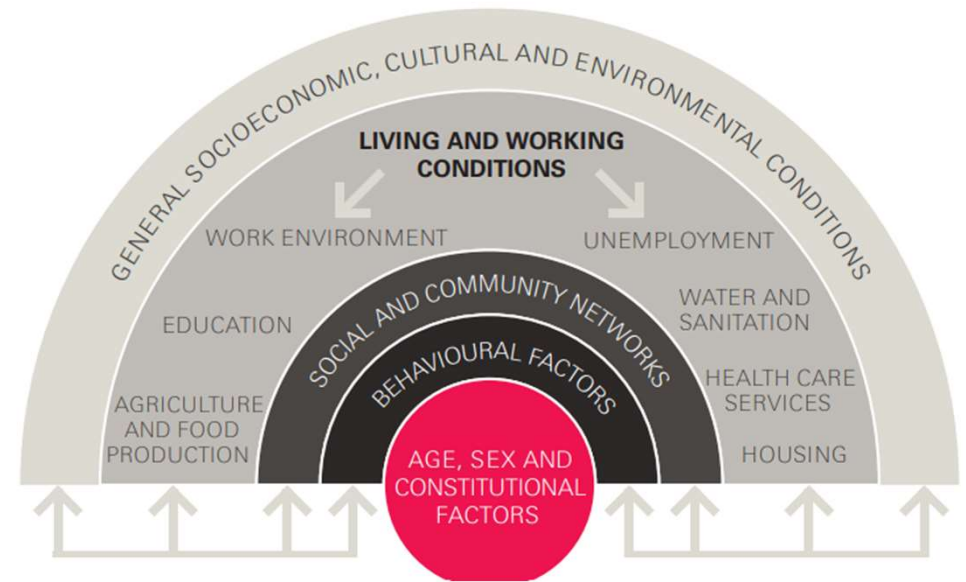 GENERAL SOCIOECONOMIC, CULTURAL AND ENVIRONMENTAL CONDITIONS
LIVING AND WORKING
CONDITIONS
WORK ENVIRONMENT
UNEMPLOYMENT
EDUCATION
WATER AND
SANITATION
AGRICULTURE
AND FOOD
PRODUCTION
HEALTH CARE
SERVICES
HOUSING
SOCIAL AND COMMUNITY NETWORKS
BEHAVIOURAL FACTORS
AGE, SEX AND
CONSTITUTIONAL
FACTORS